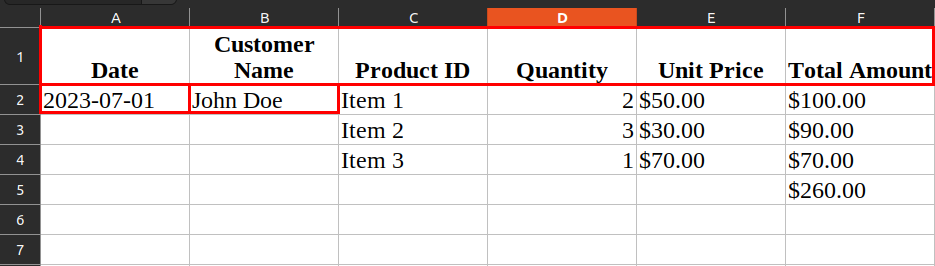 A B C D E F
1 Date Customer Name Product ID Quantity Unit Price Total Amount
2 2023-07-01 John Doe Item 1 2 $50.00 $100.00
3 Item 2 3 $30.00 $90.00
4 Item 3 1 $70.00 $70.00
5 $260.00
6
7